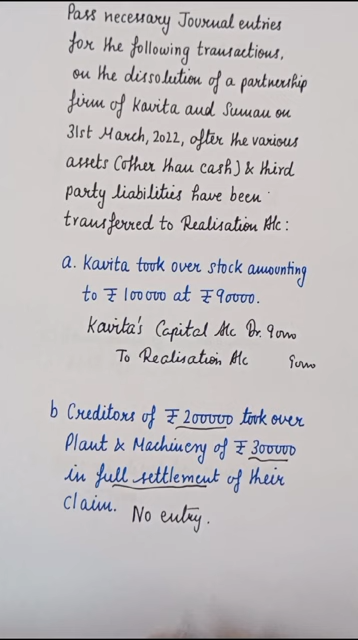 Pass necessary Journal entries
for the following transactions,
on the dissolution of a partnership
firm of Kavita and Suman on
31st March, 2022, after the various
assets (other than cash) & third
party liabilities have been
transferred to Realisation A/c:
a. Kavita took over stock amounting
to ₹ 100000 at ₹ 90000.
Kavita's Capital A/c Dr. 90000
To Realisation A/c 90000
b Creditors of ₹ 200000 took over
Plant & Machinery of ₹ 300000
in full settlement of their
claim. No entry.